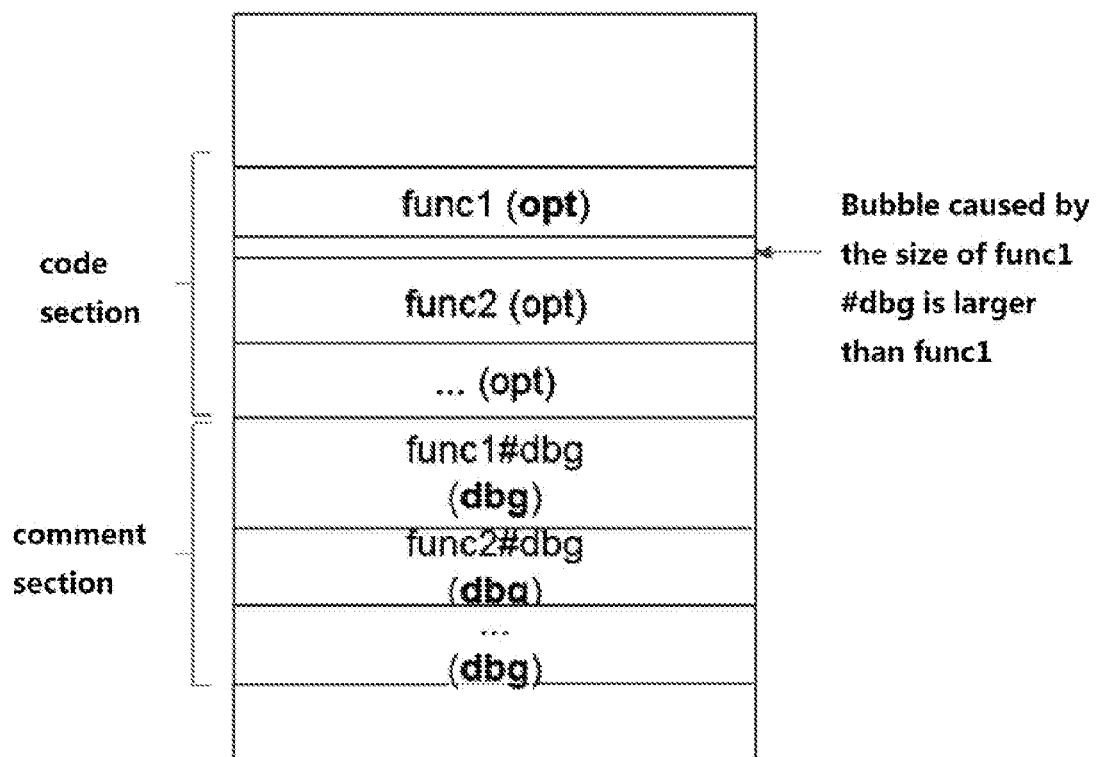 func1 (opt)
code
section
func2 (opt)
... (opt)
Bubble caused by
the size of func1
#dbg is larger
than func1
comment
section
func1#dbg
(dbg)
func2#dbg
(dbg)
...
(dbg)